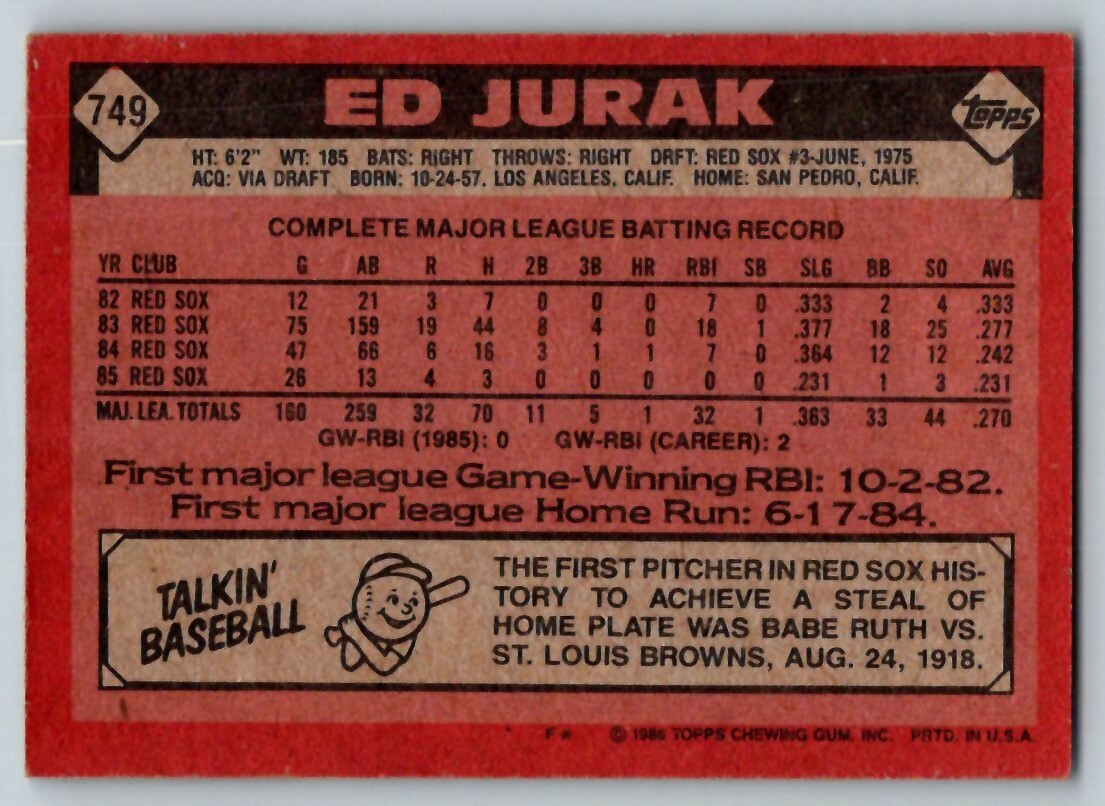 749 ED JURAK TOPPS
HT: 6'2" WT: 185 BATS: RIGHT THROWS: RIGHT DRFT: RED SOX #3-JUNE, 1975
ACQ: VIA DRAFT BORN: 10-24-57, LOS ANGELES, CALIF. HOME: SAN PEDRO, CALIF.
COMPLETE MAJOR LEAGUE BATTING RECORD
YR CLUB G AB R H 2B 3B HR RBI SB SLG BB SO AVG
82 RED SOX 12 21 3 7 0 0 0 7 0 .333 2 4 .333
83 RED SOX 75 159 19 44 8 4 0 18 1 .377 18 25 .277
84 RED SOX 47 66 6 16 3 1 1 7 0 .364 12 12 .242
85 RED SOX 26 13 4 3 0 0 0 0 0 .231 1 3 .231
MAJ. LEA. TOTALS 160 259 32 70 11 5 1 32 1 .363 33 44 .270
GW-RBI (1985): 0 GW-RBI (CAREER): 2
First major league Game-Winning RBI: 10-2-82.
First major league Home Run: 6-17-84.
TALKIN'
BASEBALL
THE FIRST PITCHER IN RED SOX HIS-
TORY TO ACHIEVE A STEAL OF
HOME PLATE WAS BABE RUTH VS.
ST. LOUIS BROWNS, AUG. 24, 1918.
F* © 1986 TOPPS CHEWING GUM, INC. PRTD. IN U.S.A.